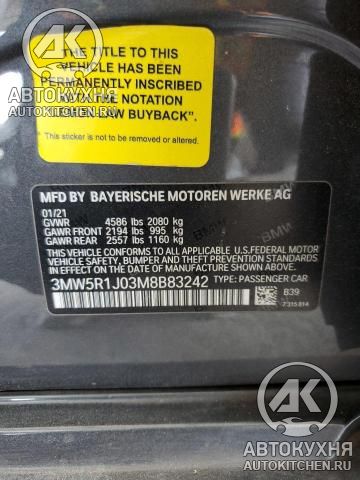 THE TITLE TO THIS
VEHICLE HAS BEEN
PERMANENTLY INSCRIBED
WITH THE NOTATION
"LEMON LAW BUYBACK".
This sticker is not to be removed or altered.
АВТОКУХНЯ
AUTOKITCHEN.RU
MFD BY BAYERISCHE MOTOREN WERKE AG
01/21
GVWR 4586 lbs 2080 kg
GAWR FRONT 2194 lbs 995 kg
GAWR REAR 2557 lbs 1160 kg
THIS VEHICLE CONFORMS TO ALL APPLICABLE U.S.FEDERAL MOTOR
VEHICLE SAFETY, BUMPER, AND THEFT PREVENTION STANDARDS
IN EFFECT ON THE DATE OF MANUFACTURE SHOWN ABOVE.
3MW5R1J03M8B83242 TYPE: PASSENGER CAR
B39
7 315 814
АК
АВТОКУХНЯ
AUTOKITCHEN.RU